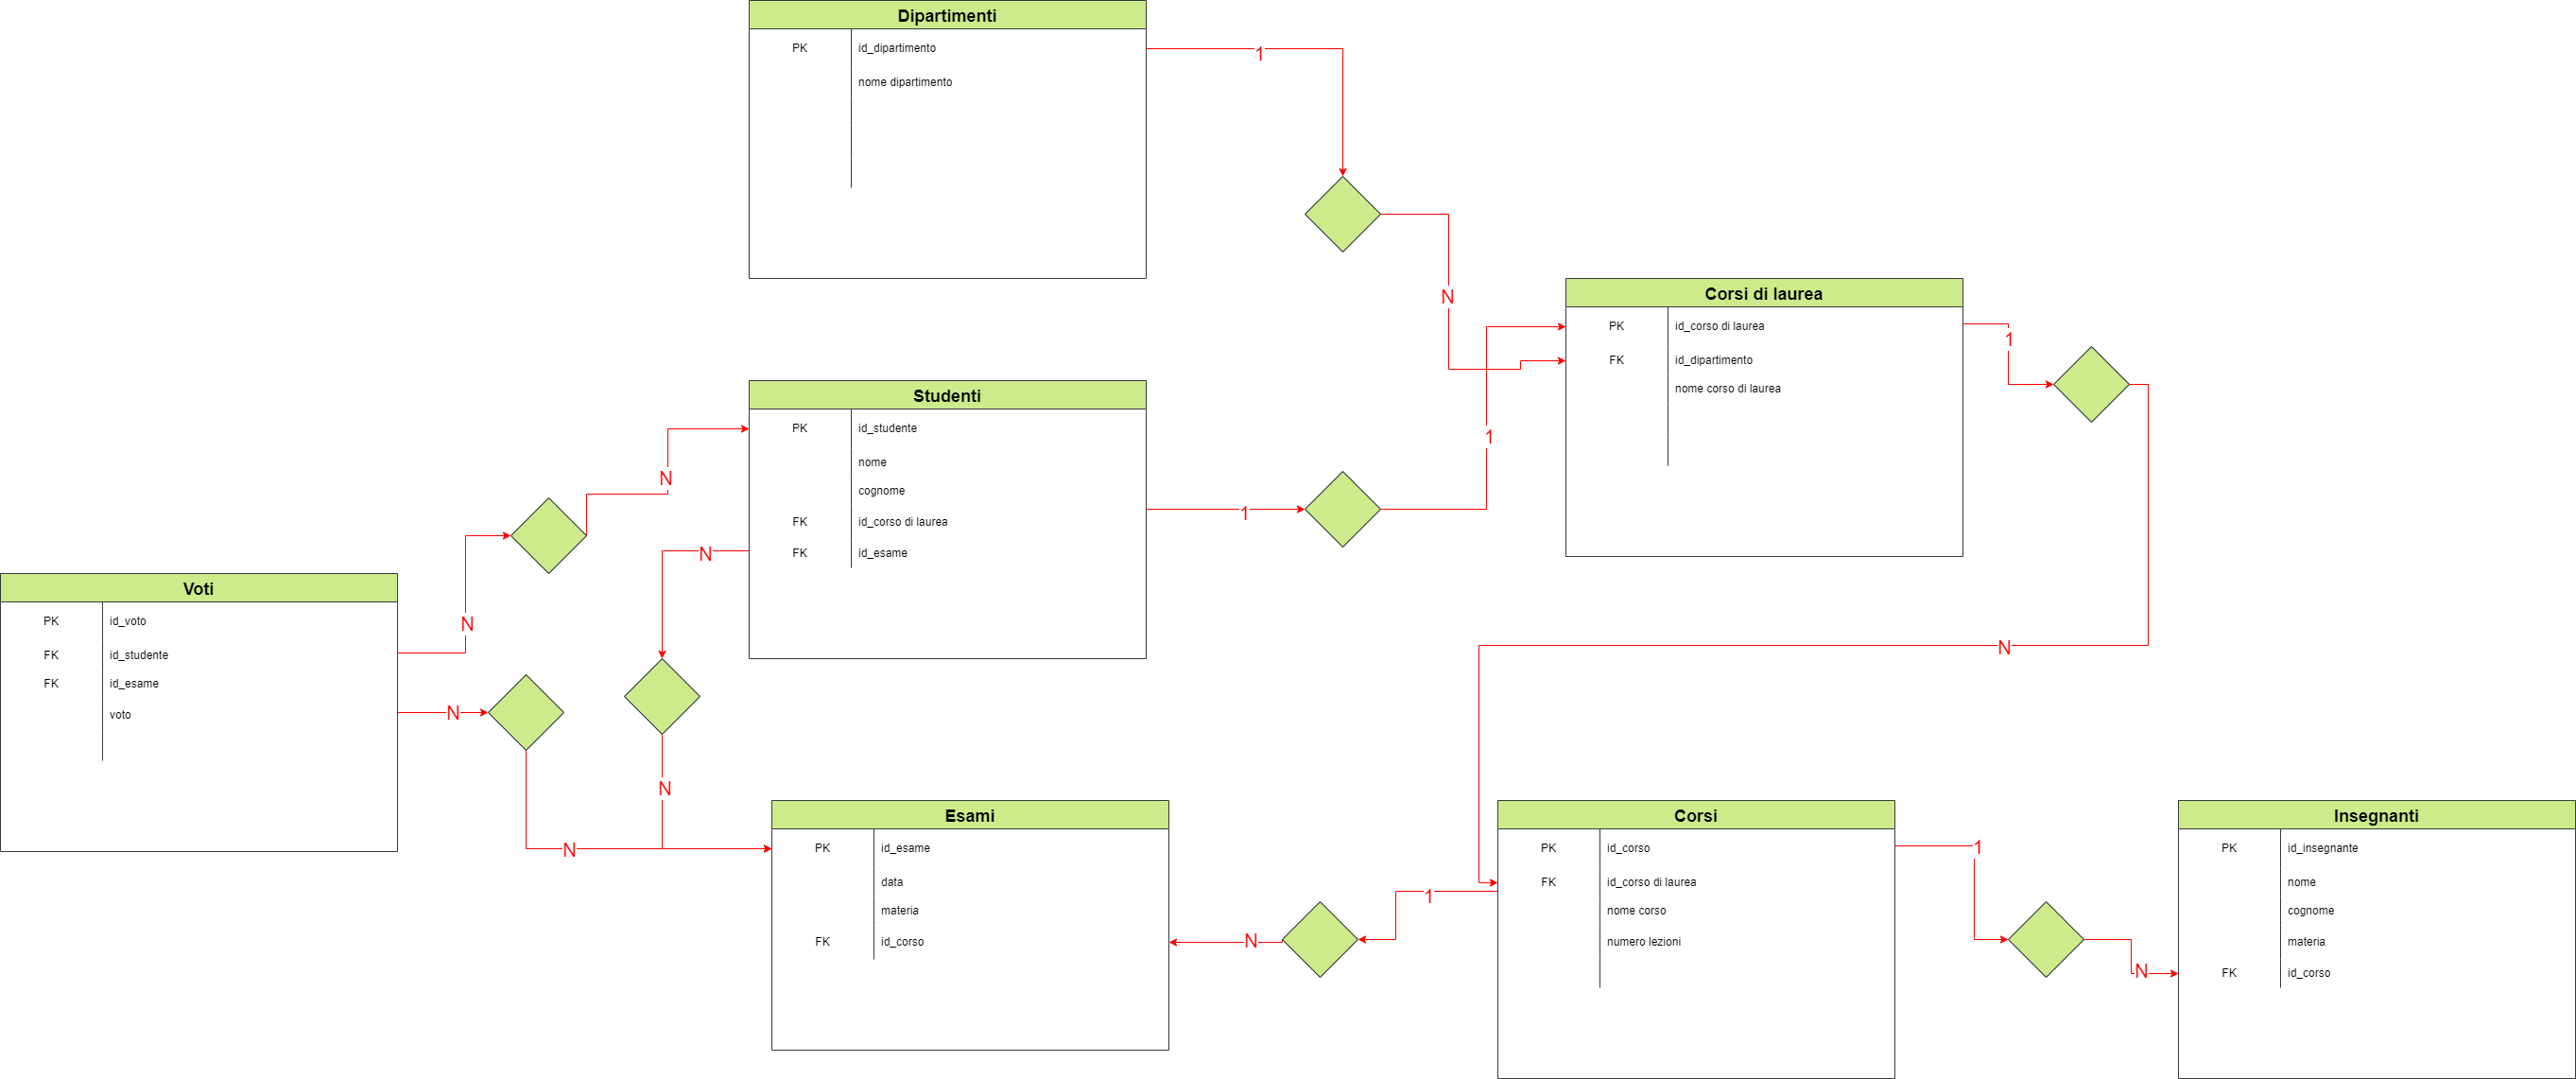 Dipartimenti
PK id_dipartimento
nome dipartimento
1
N
Corsi di laurea
PK id_corso di laurea
FK id_dipartimento
nome corso di laurea
1
N
Studenti
PK id_studente
nome
cognome
FK id_corso di laurea
FK id_esame
1
1
N
N
N
N
Voti
PK id_voto
FK id_studente
FK id_esame
voto
N
N
Esami
PK id_esame
data
materia
FK id_corso
N
1
Corsi
PK id_corso
FK id_corso di laurea
nome corso
numero lezioni
1
N
Insegnanti
PK id_insegnante
nome
cognome
materia
FK id_corso